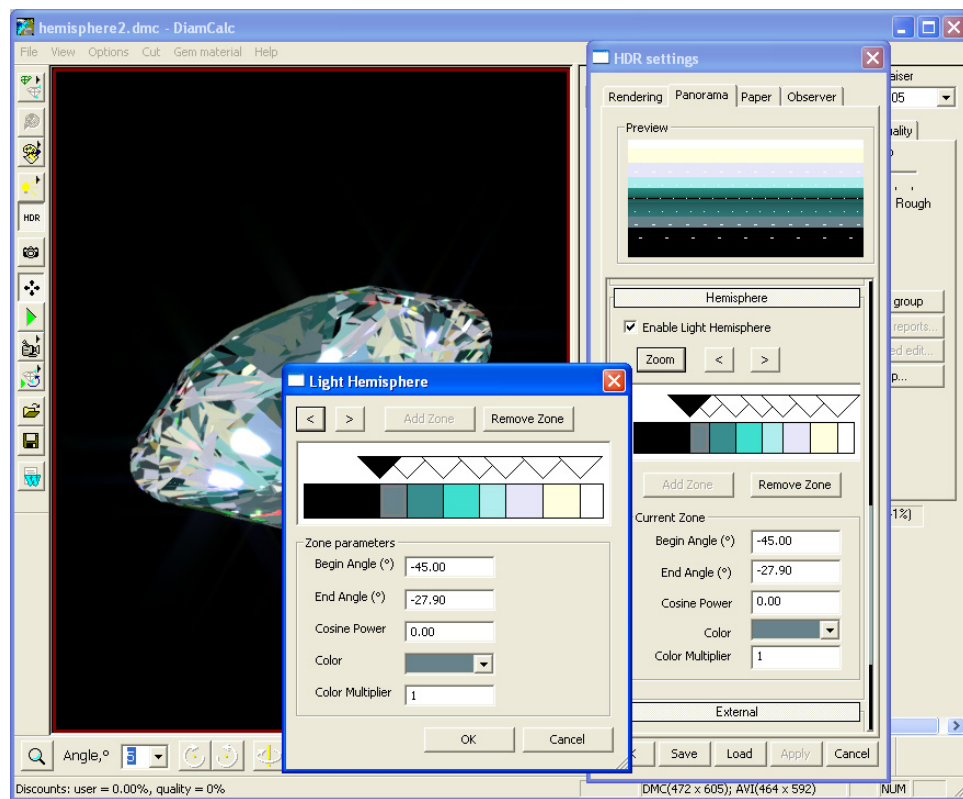 hemisphere2.dmc - DiamCalc
File View Options Cut Gem material Help
HDR settings
Rendering Panorama Paper Observer
Preview
Hemisphere
Enable Light Hemisphere
Zoom < >
Add Zone Remove Zone
Current Zone
Begin Angle (°) -45.00
End Angle (°) -27.90
Cosine Power 0.00
Color
Color Multiplier 1
External
Save Load Apply Cancel
05
Rough
group
reports...
HDR
Light Hemisphere
< > Add Zone Remove Zone
Zone parameters
Begin Angle (°) -45.00
End Angle (°) -27.90
Cosine Power 0.00
Color
Color Multiplier 1
OK Cancel
Angle,° 5
Discounts: user = 0.00%, quality = 0% DMC(472 x 605); AVI(464 x 592) NUM